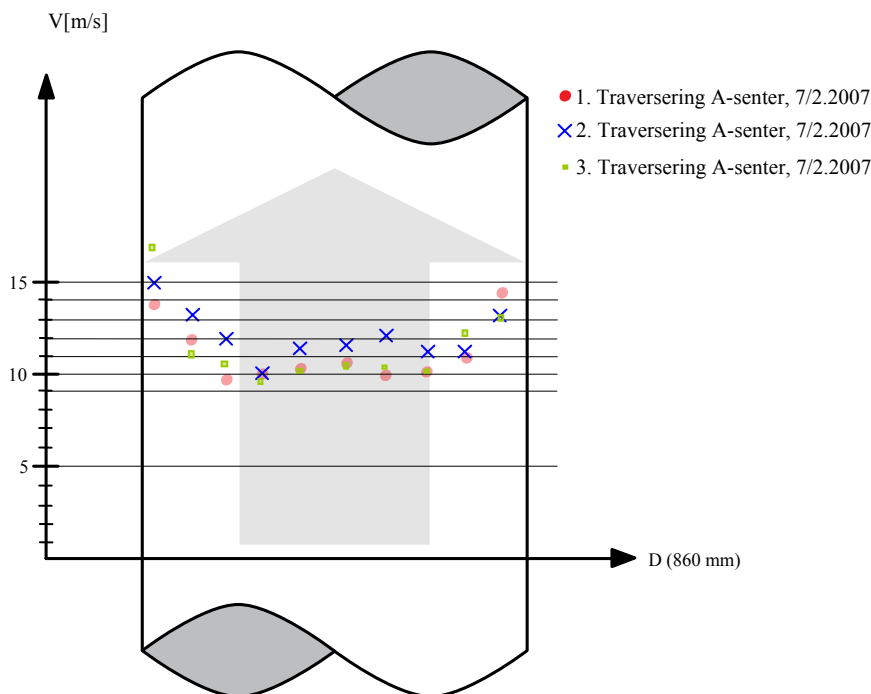 V[m/s]
1. Traversering A-senter, 7/2.2007
2. Traversering A-senter, 7/2.2007
3. Traversering A-senter, 7/2.2007
15
10
5
D (860 mm)